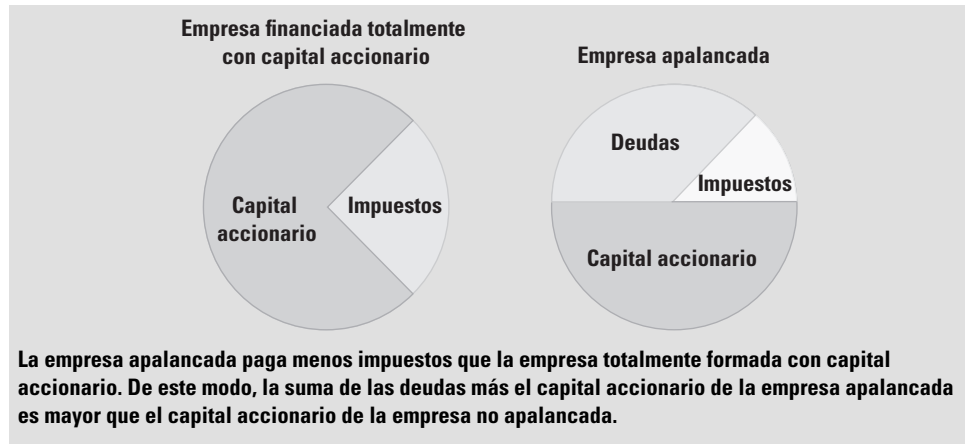 Empresa financiada totalmente
con capital accionario
Empresa apalancada
Capital
accionario
Impuestos
Deudas
Impuestos
Capital accionario
La empresa apalancada paga menos impuestos que la empresa totalmente formada con capital
accionario. De este modo, la suma de las deudas más el capital accionario de la empresa apalancada
es mayor que el capital accionario de la empresa no apalancada.